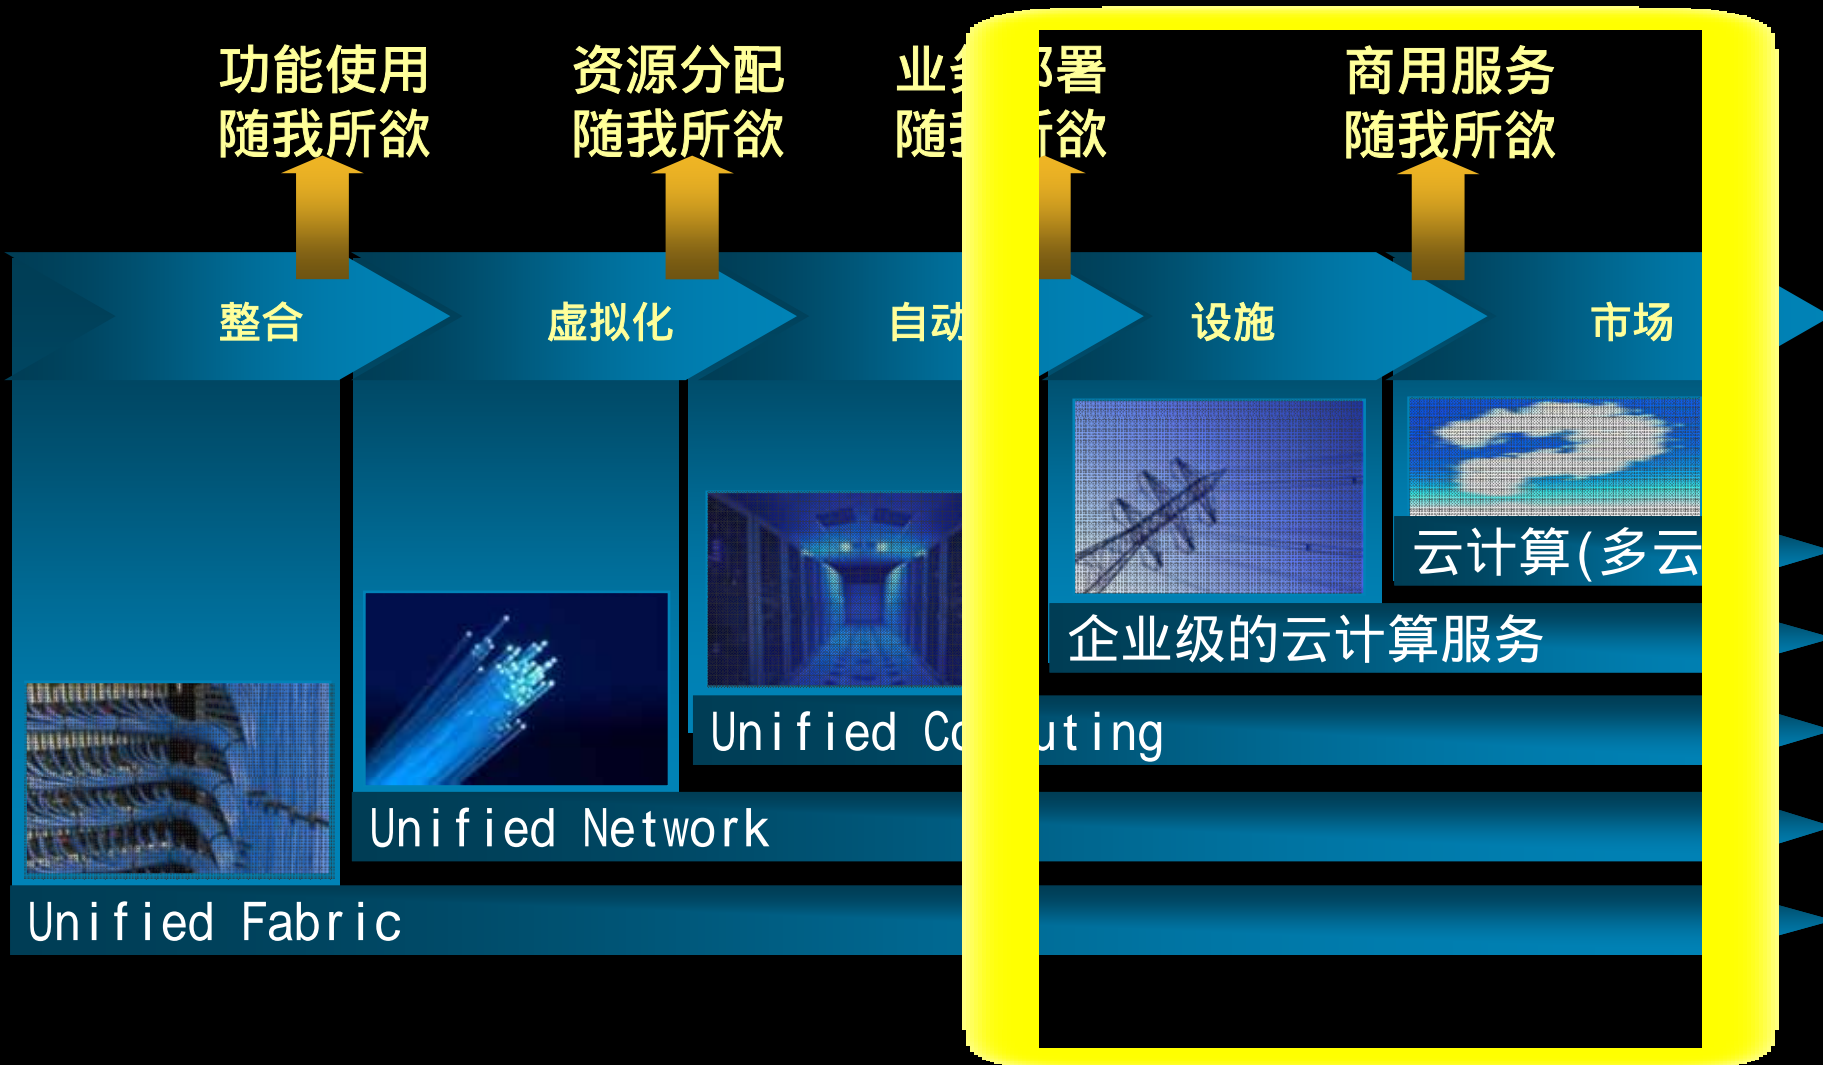 功能使用
随我所欲
资源分配
随我所欲
业务部署
随我所欲
商用服务
随我所欲
整合
虚拟化
自动
设施
市场
云计算(多云
企业级的云计算服务
Unified Computing
Unified Network
Unified Fabric